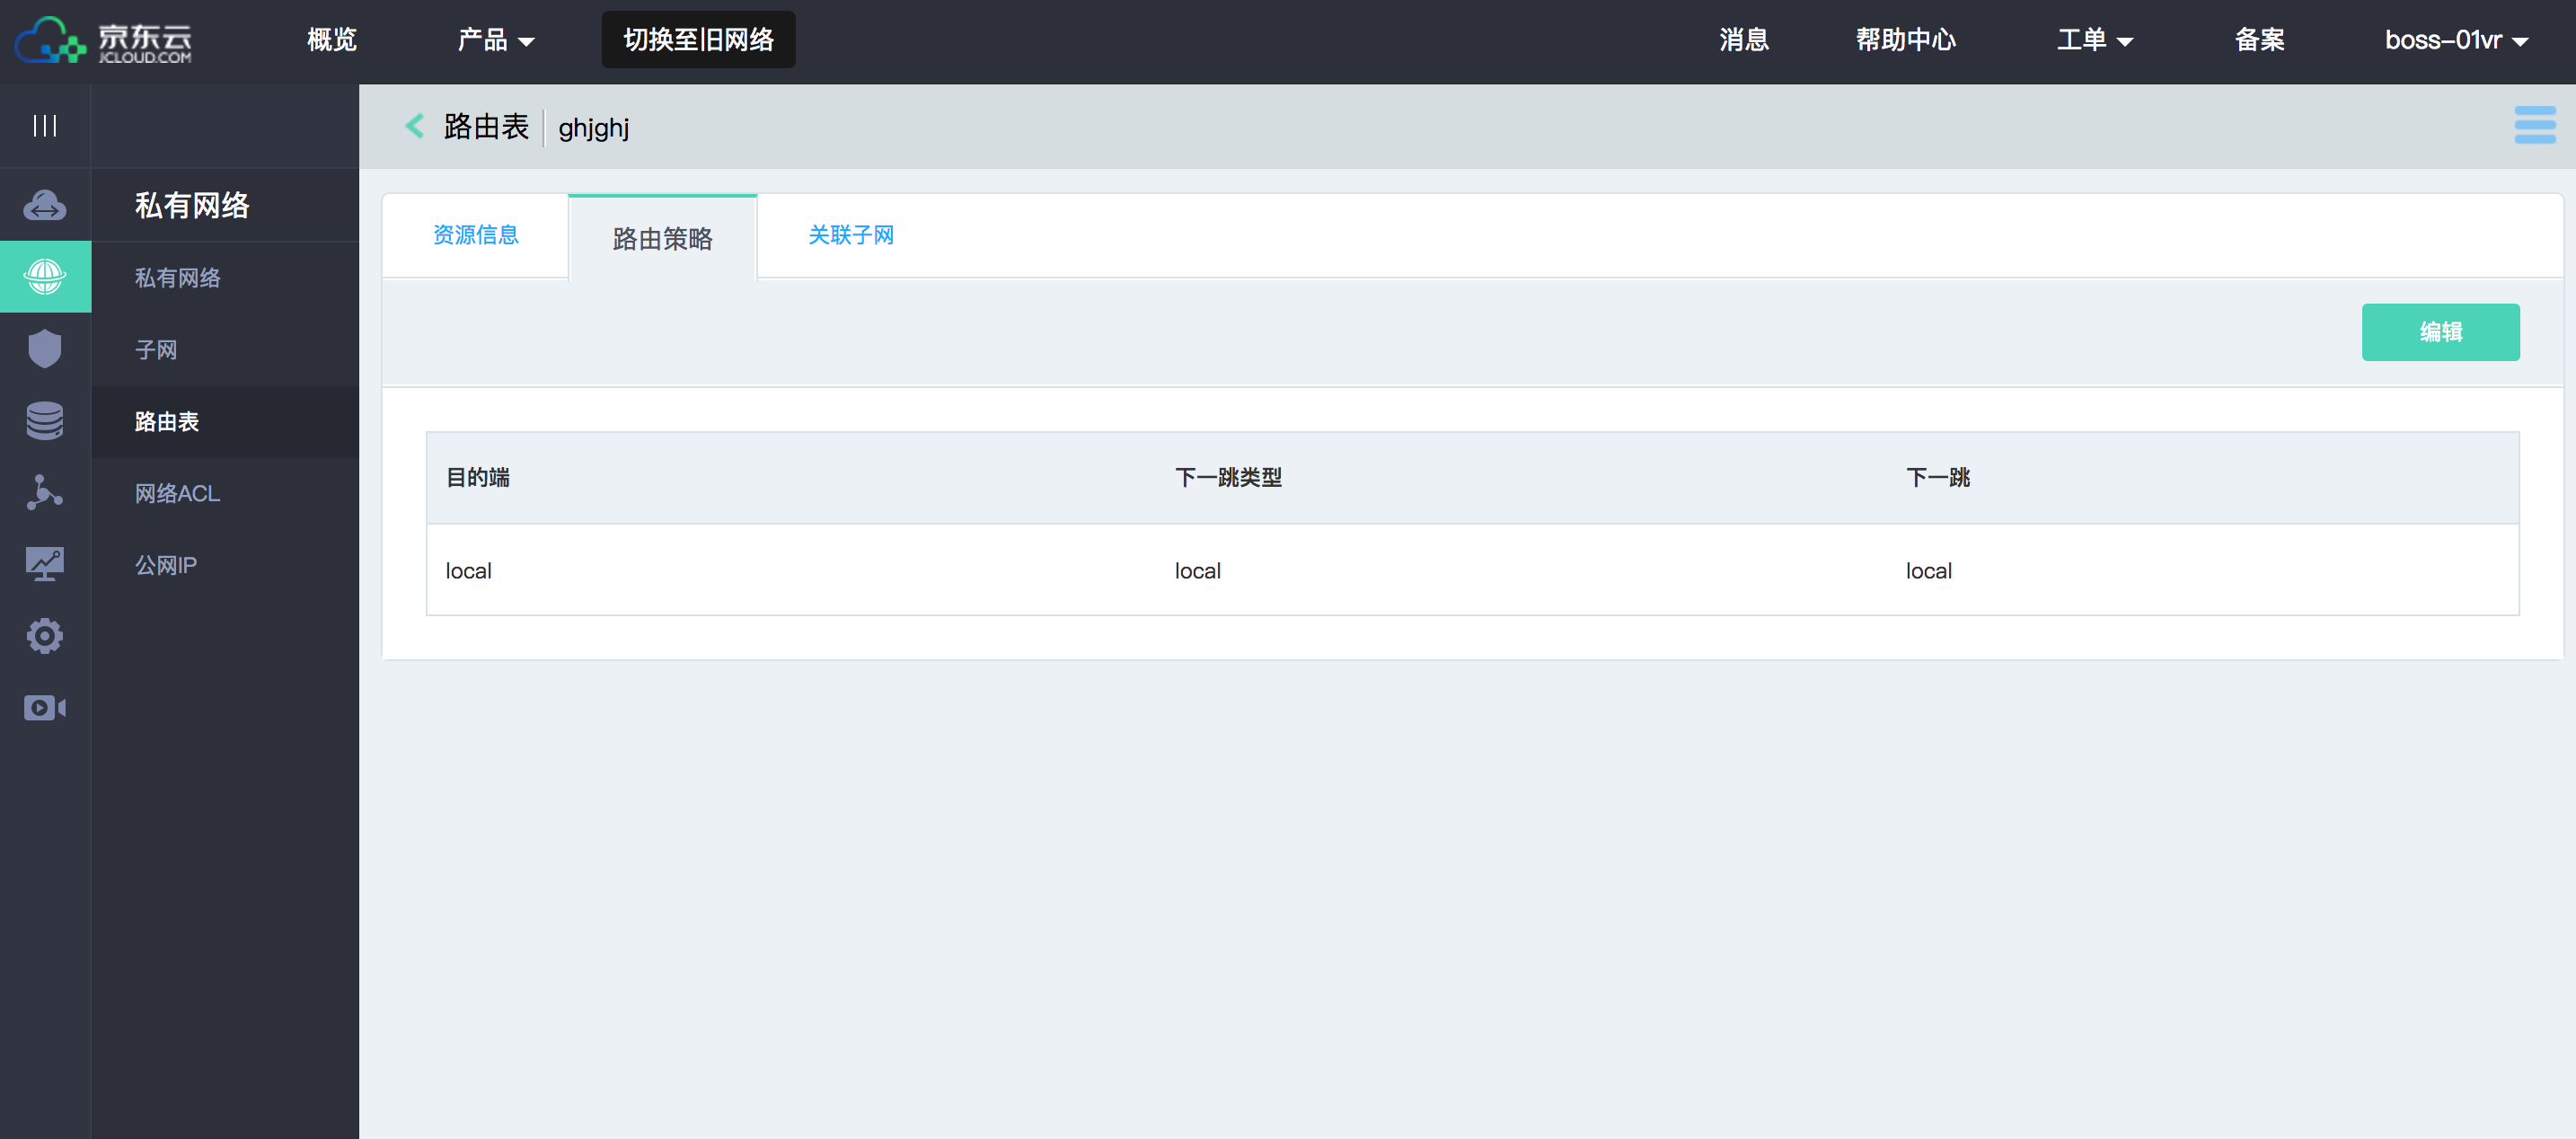 京东云
JCLOUD.COM
概览
产品
切换至旧网络
消息
帮助中心
工单
备案
boss-01vr
路由表
ghjghj
私有网络
私有网络
子网
路由表
网络ACL
公网IP
资源信息
路由策略
关联子网
编辑
目的端
下一跳类型
下一跳
local
local
local